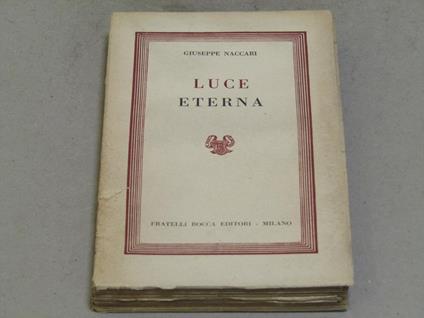 GIUSEPPE NACCARI
LUCE
ETERNA
FRATELLI BOCCA EDITORI - MILANO